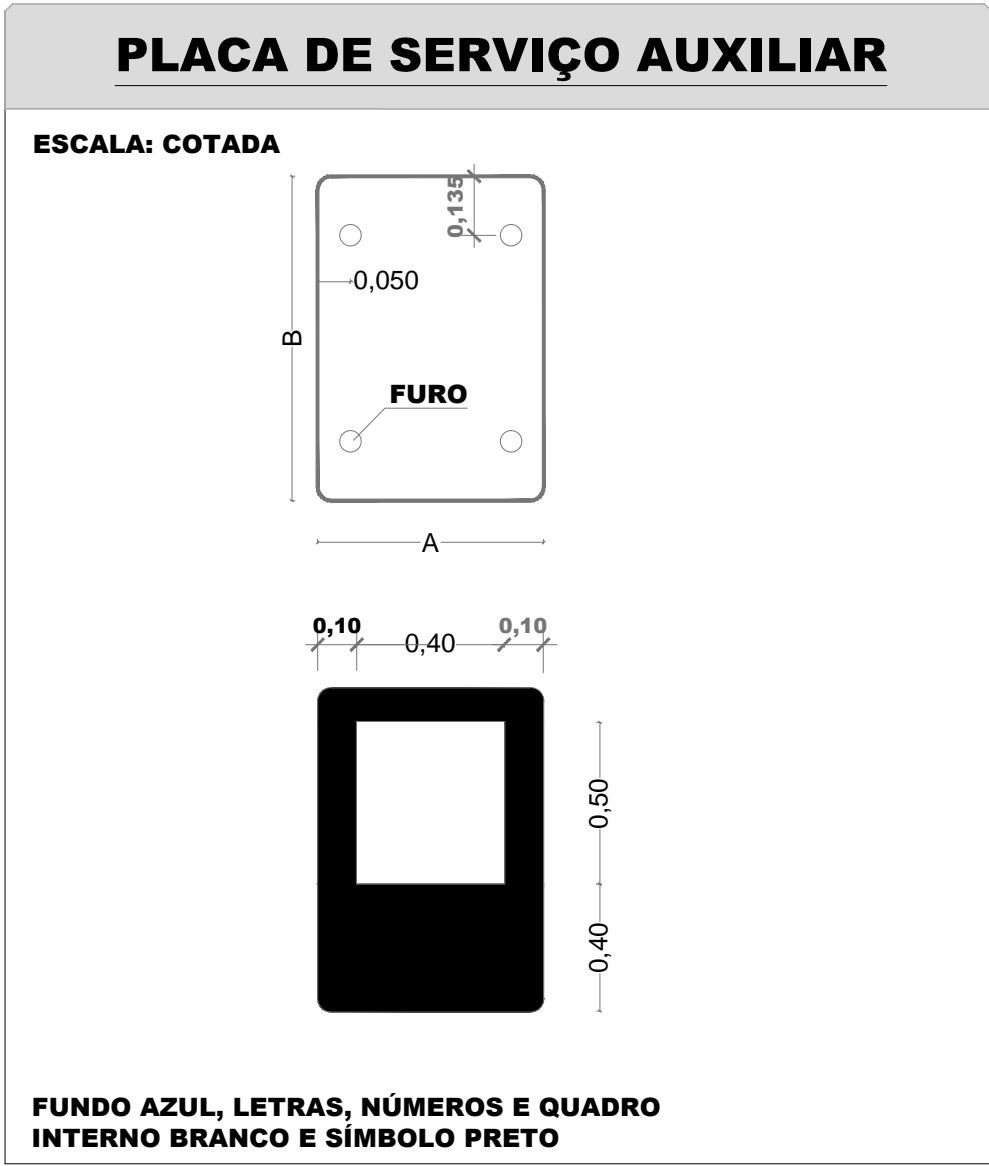 PLACA DE SERVIÇO AUXILIAR
ESCALA: COTADA
0,135
0,050
B
FURO
A
0,10
0,40
0,10
0,50
0,40
FUNDO AZUL, LETRAS, NÚMEROS E QUADRO
INTERNO BRANCO E SÍMBOLO PRETO